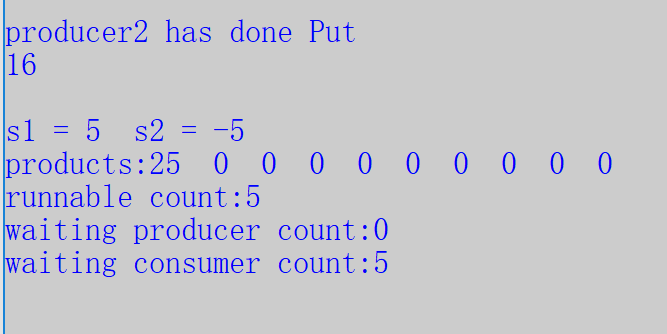 producer2 has done Put
16
s1 = 5  s2 = -5
products:25  0  0  0  0  0  0  0  0  0
runnable count:5
waiting producer count:0
waiting consumer count:5